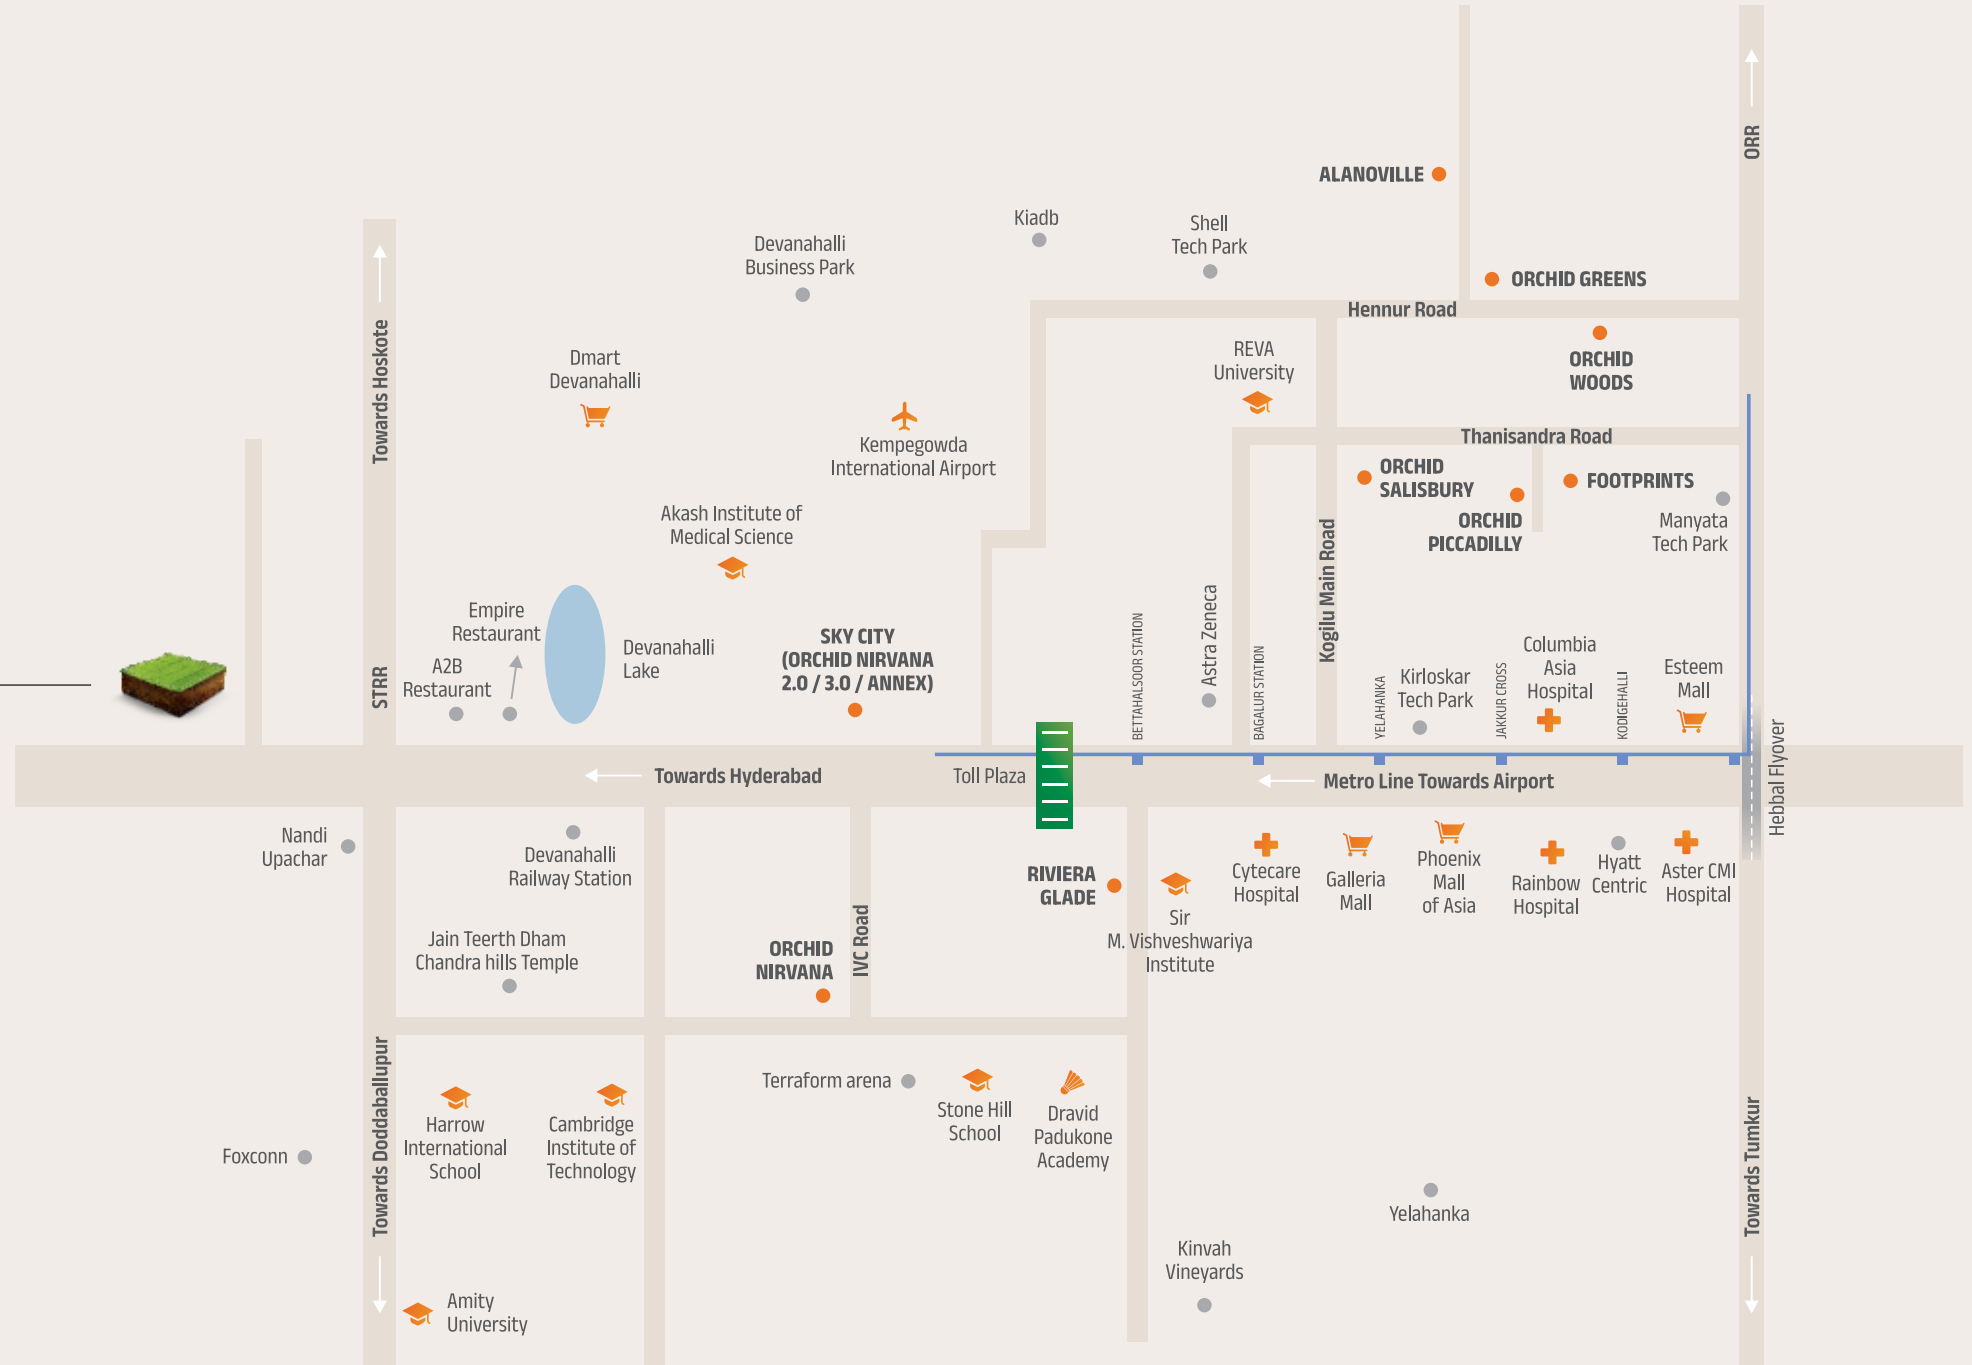 ORR
ALANOVILLE
Kiadb
Shell
Tech Park
Devanahalli
Business Park
ORCHID GREENS
Hennur Road
Towards Hoskote
Dmart
Devanahalli
REVA
University
ORCHID
WOODS
Kempegowda
International Airport
Thanisandra Road
ORCHID
SALISBURY
FOOTPRINTS
ORCHID
PICCADILLY
Manyata
Tech Park
Akash Institute of
Medical Science
Kogilu Main Road
Empire
Restaurant
A2B
Restaurant
STRR
Devanahalli
Lake
SKY CITY
(ORCHID NIRVANA
2.0 / 3.0 / ANNEX)
BETTAHALSOOR STATION
Astra Zeneca
BAGALUR STATION
YELAHANKA
Kirloskar
Tech Park
JAKKUR CROSS
Columbia
Asia
Hospital
KODIGEHALLI
Esteem
Mall
Towards Hyderabad
Toll Plaza
Metro Line Towards Airport
Hebbal Flyover
Nandi
Upachar
Devanahalli
Railway Station
RIVIERA
GLADE
Sir
M. Vishveshwariya
Institute
Cytecare
Hospital
Galleria
Mall
Phoenix
Mall
of Asia
Rainbow
Hospital
Hyatt
Centric
Aster CMI
Hospital
Jain Teerth Dham
Chandra hills Temple
ORCHID
NIRVANA
IVC Road
Towards Doddaballupur
Harrow
International
School
Cambridge
Institute of
Technology
Terraform arena
Stone Hill
School
Dravid
Padukone
Academy
Foxconn
Yelahanka
Towards Tumkur
Kinvah
Vineyards
Amity
University